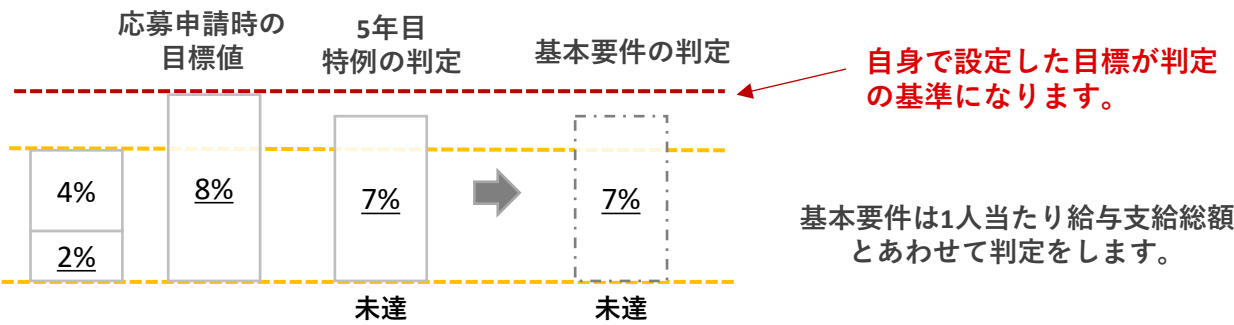 応募申請時の
目標値
5年目
特例の判定
基本要件の判定
自身で設定した目標が判定
の基準になります。
4%
2%
8%
7%
7%
基本要件は1人当たり給与支給総額
とあわせて判定をします。
未達
未達